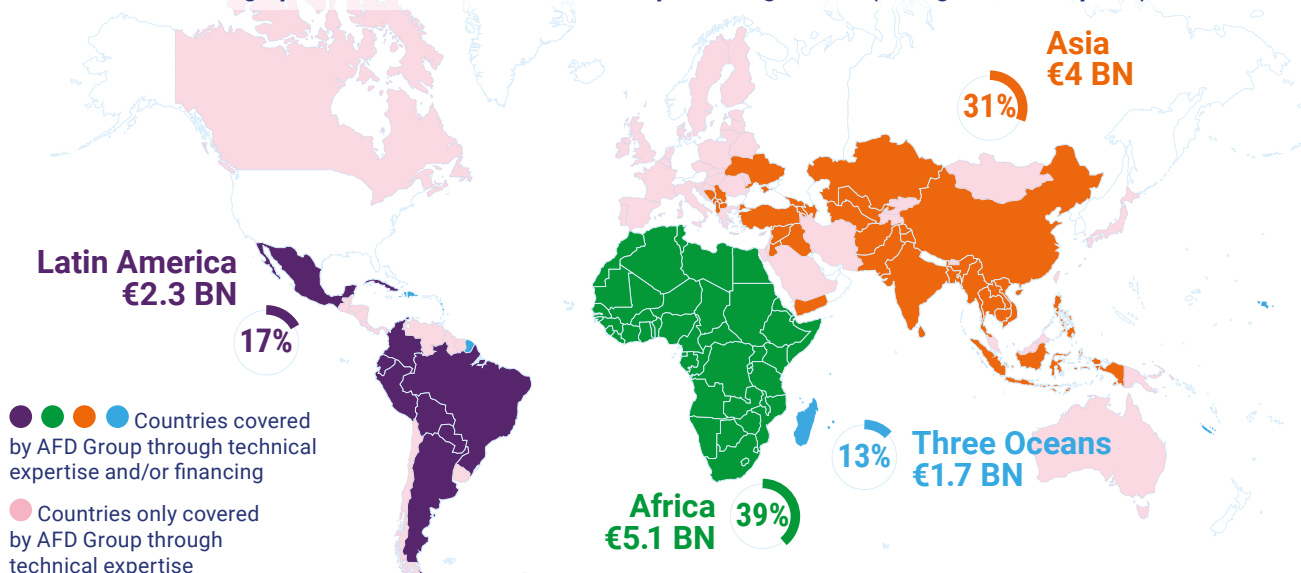 Asia
€4 BN
31%
Latin America
€2.3 BN
17%
Countries covered
by AFD Group through technical
expertise and/or financing
Countries only covered
by AFD Group through
technical expertise
13%
Three Oceans
€1.7 BN
Africa
€5.1 BN
39%